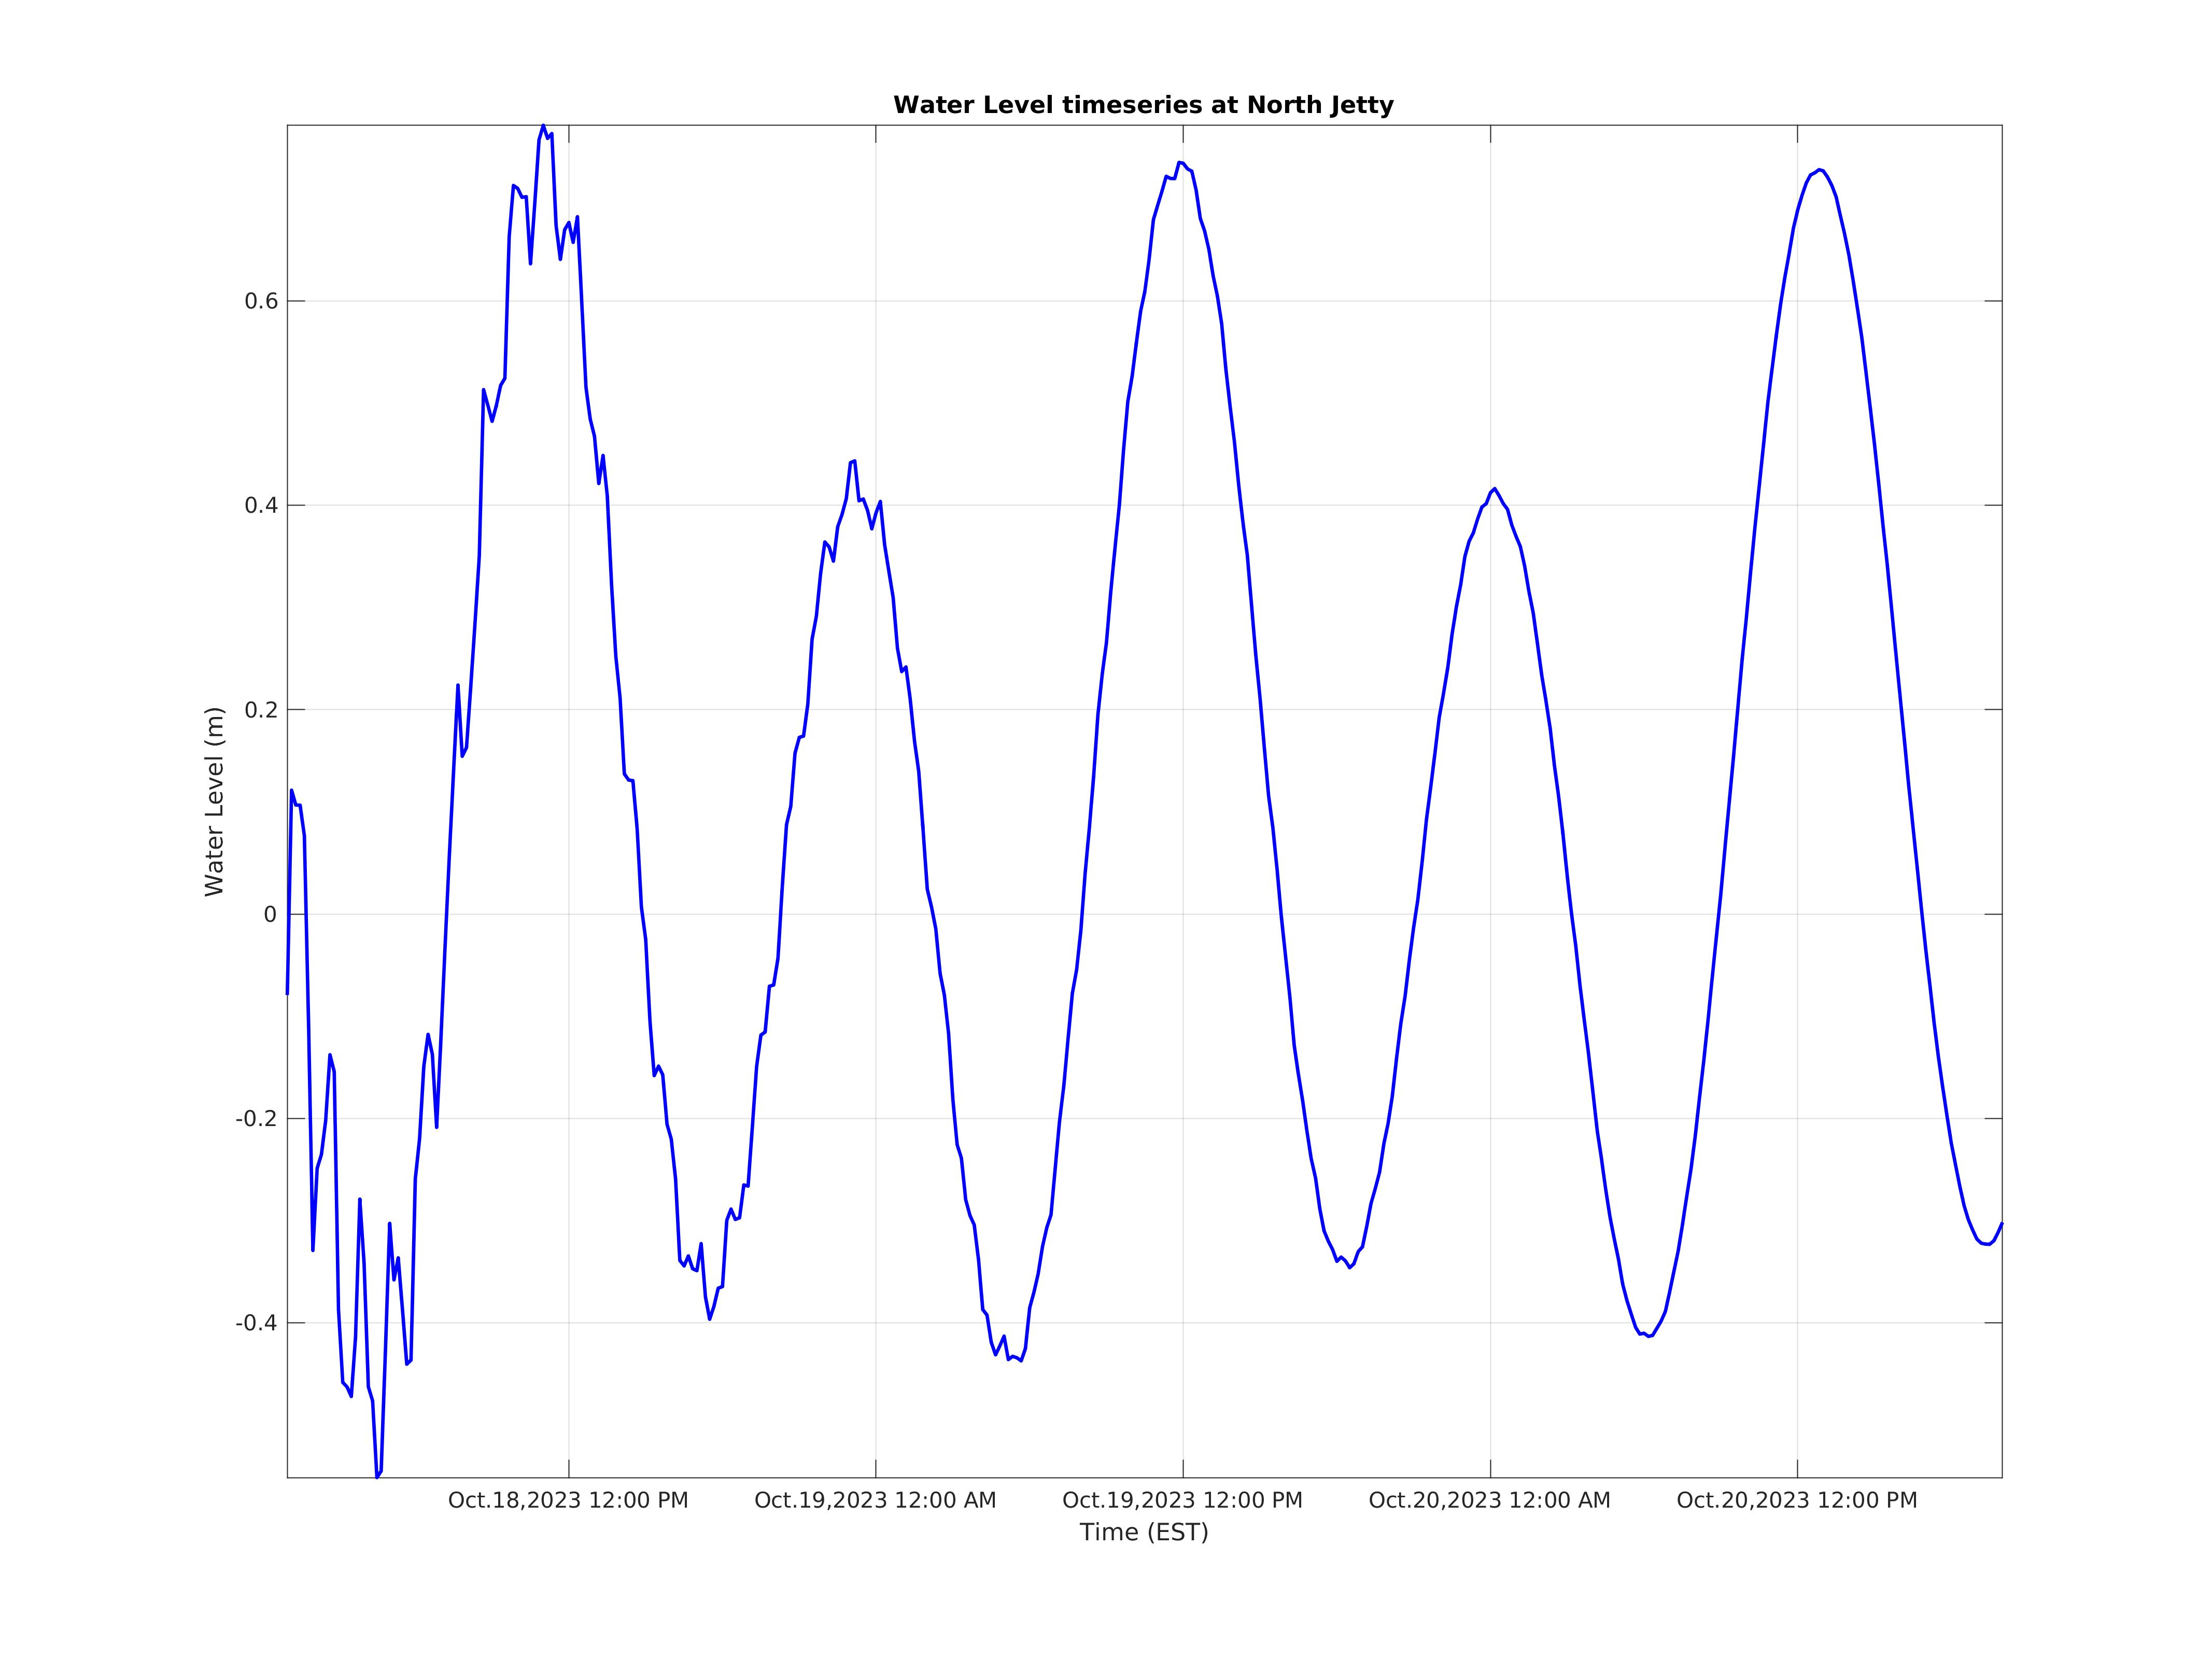 Water Level timeseries at North Jetty
0.6
0.4
0.2
0
-0.2
-0.4
Water Level (m)
Oct.18,2023 12:00 PM
Oct.19,2023 12:00 AM
Oct.19,2023 12:00 PM
Oct.20,2023 12:00 AM
Oct.20,2023 12:00 PM
Time (EST)